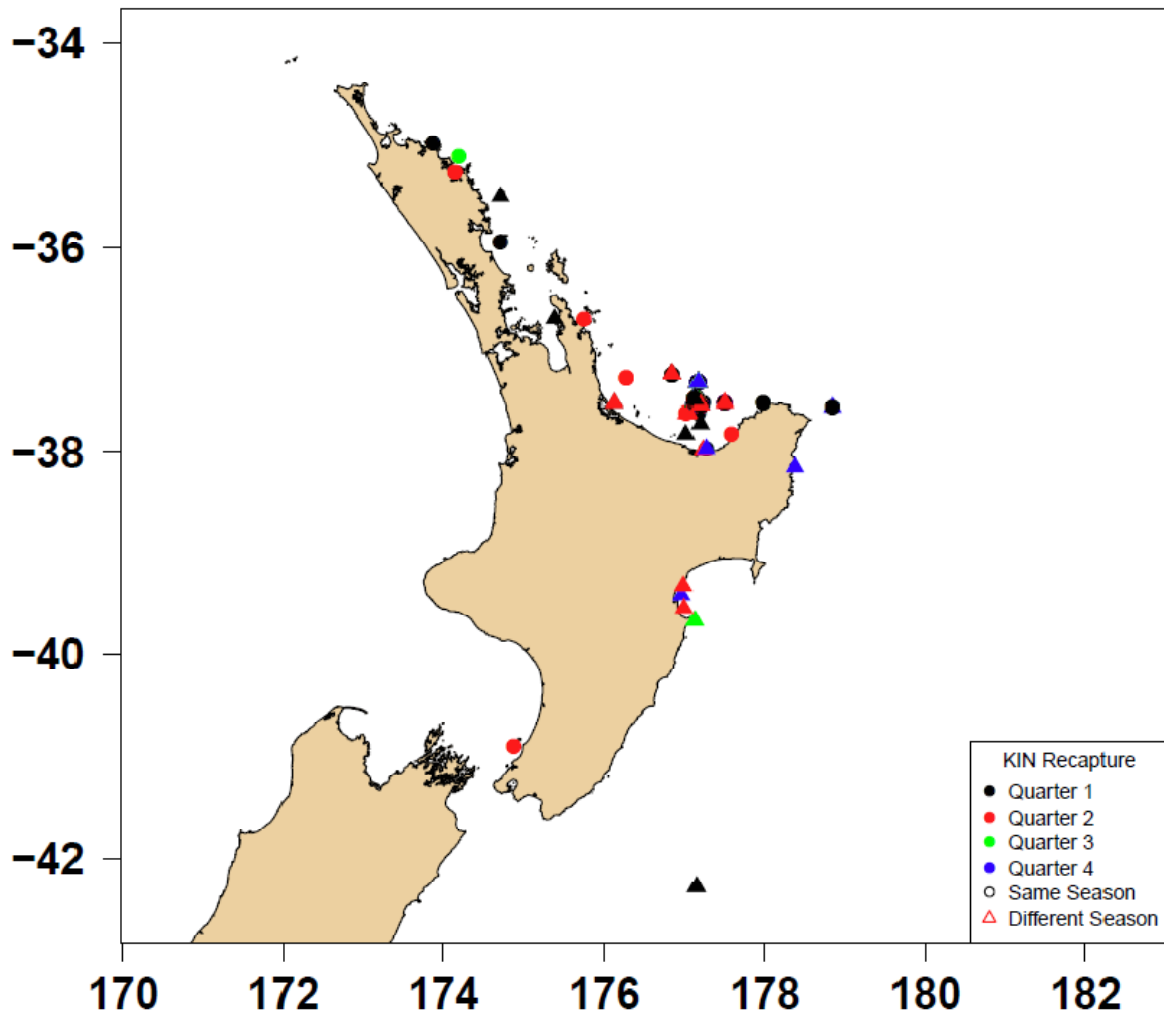 −34
−36
−38
−40
−42
KIN Recapture
Quarter 1
Quarter 2
Quarter 3
Quarter 4
Same Season
Different Season
170 172 174 176 178 180 182